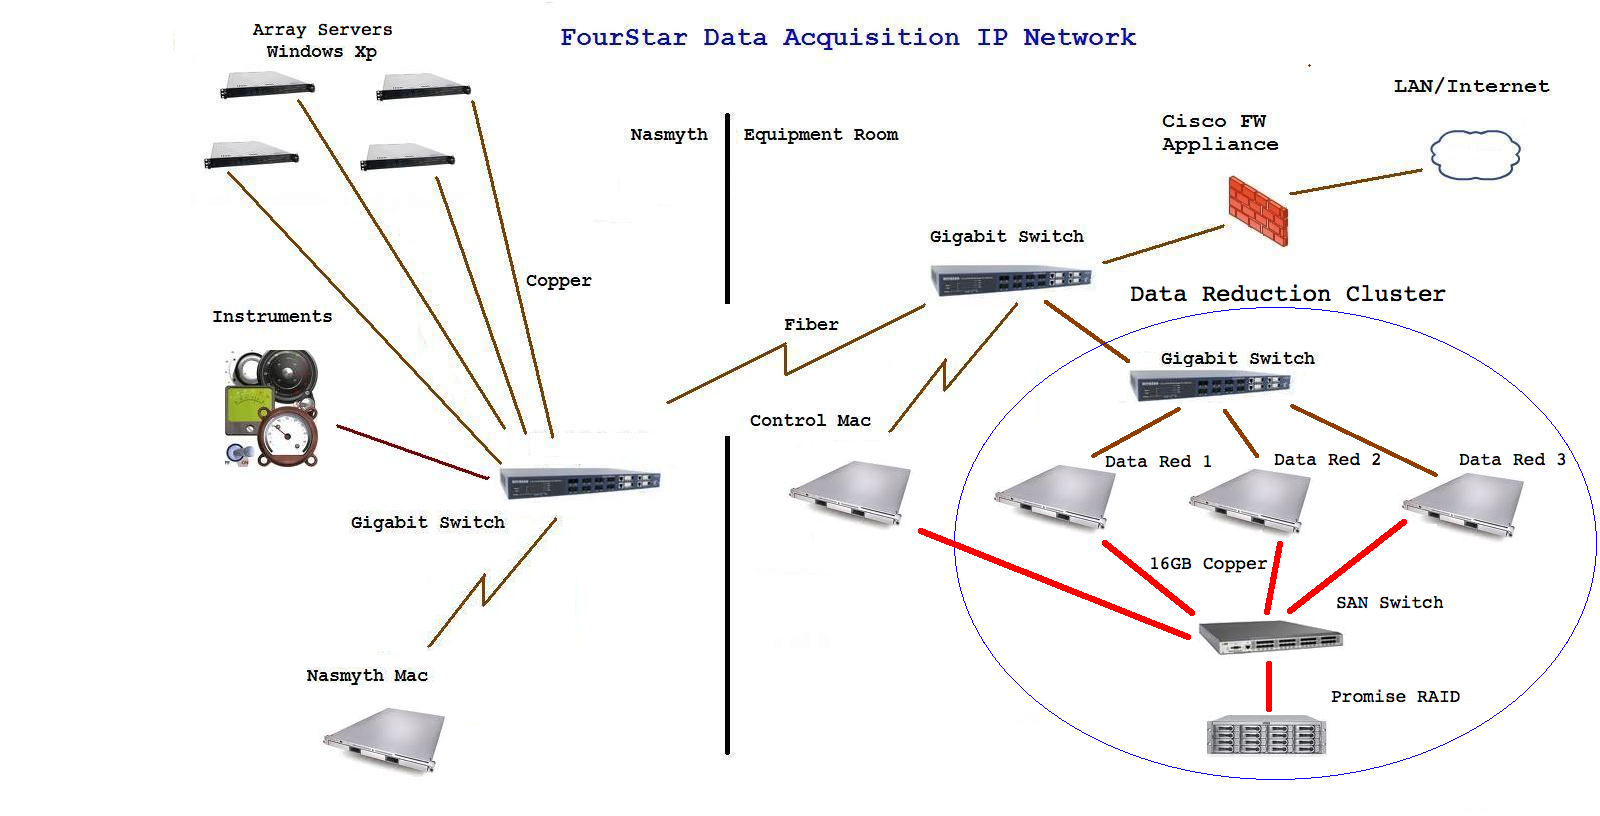 FourStar Data Acquisition IP Network
Array Servers
Windows Xp
LAN/Internet
Nasmyth
Equipment Room
Cisco FW
Appliance
Gigabit Switch
Copper
Data Reduction Cluster
Instruments
Fiber
Gigabit Switch
Control Mac
Data Red 1
Data Red 2
Data Red 3
Gigabit Switch
16GB Copper
SAN Switch
Nasmyth Mac
Promise RAID